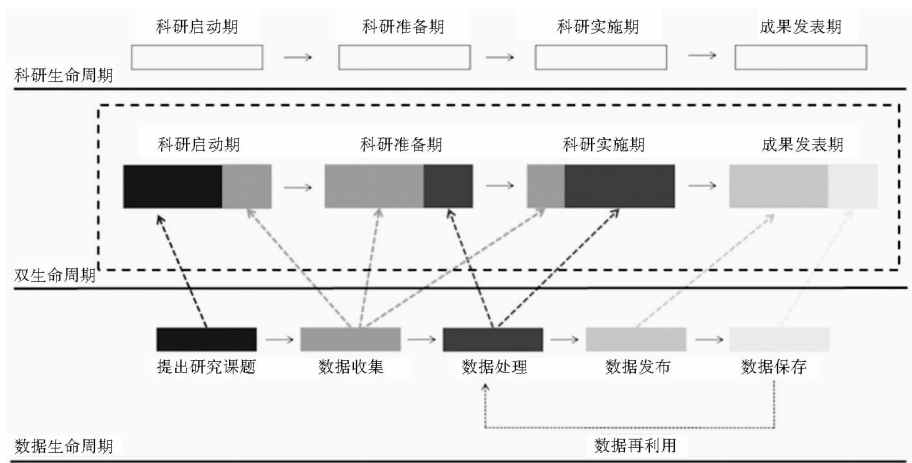 科研启动期 科研准备期 科研实施期 成果发表期
科研生命周期
科研启动期 科研准备期 科研实施期 成果发表期
双生命周期
提出研究课题 数据收集 数据处理 数据发布 数据保存
数据再利用
数据生命周期